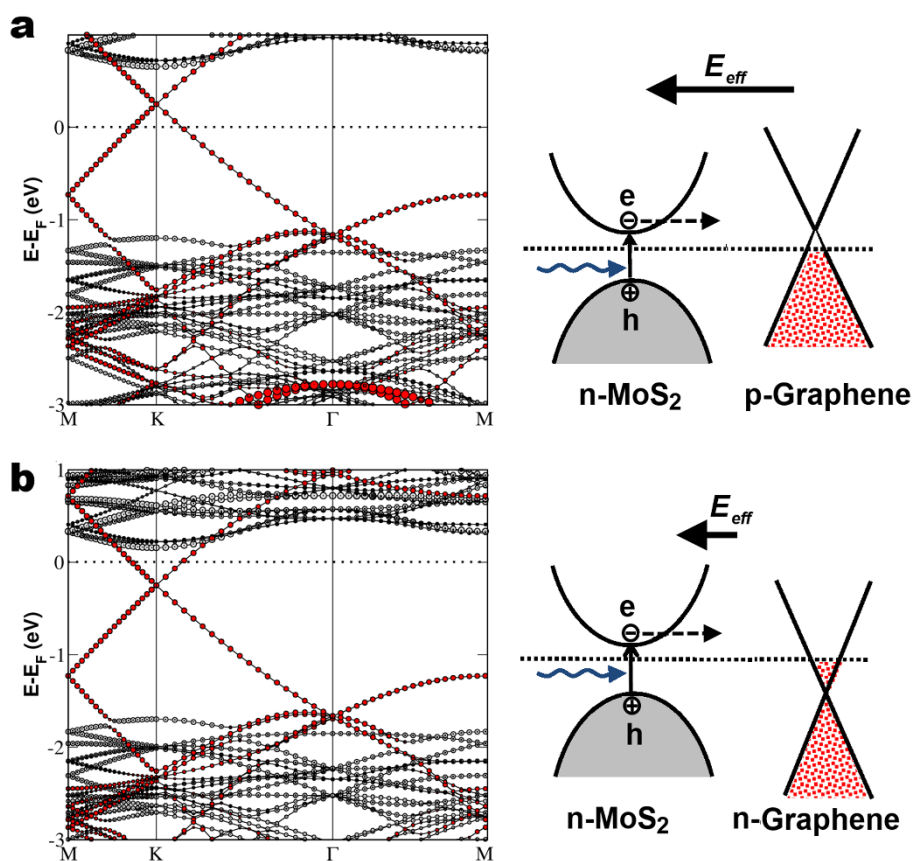 a
E-E_F (eV)
0
-1
-2
-3
M K Γ M
E_eff
e
h
n-MoS₂ p-Graphene
b
E-E_F (eV)
1
0
-1
-2
-3
M K Γ M
E_eff
e
h
n-MoS₂ n-Graphene